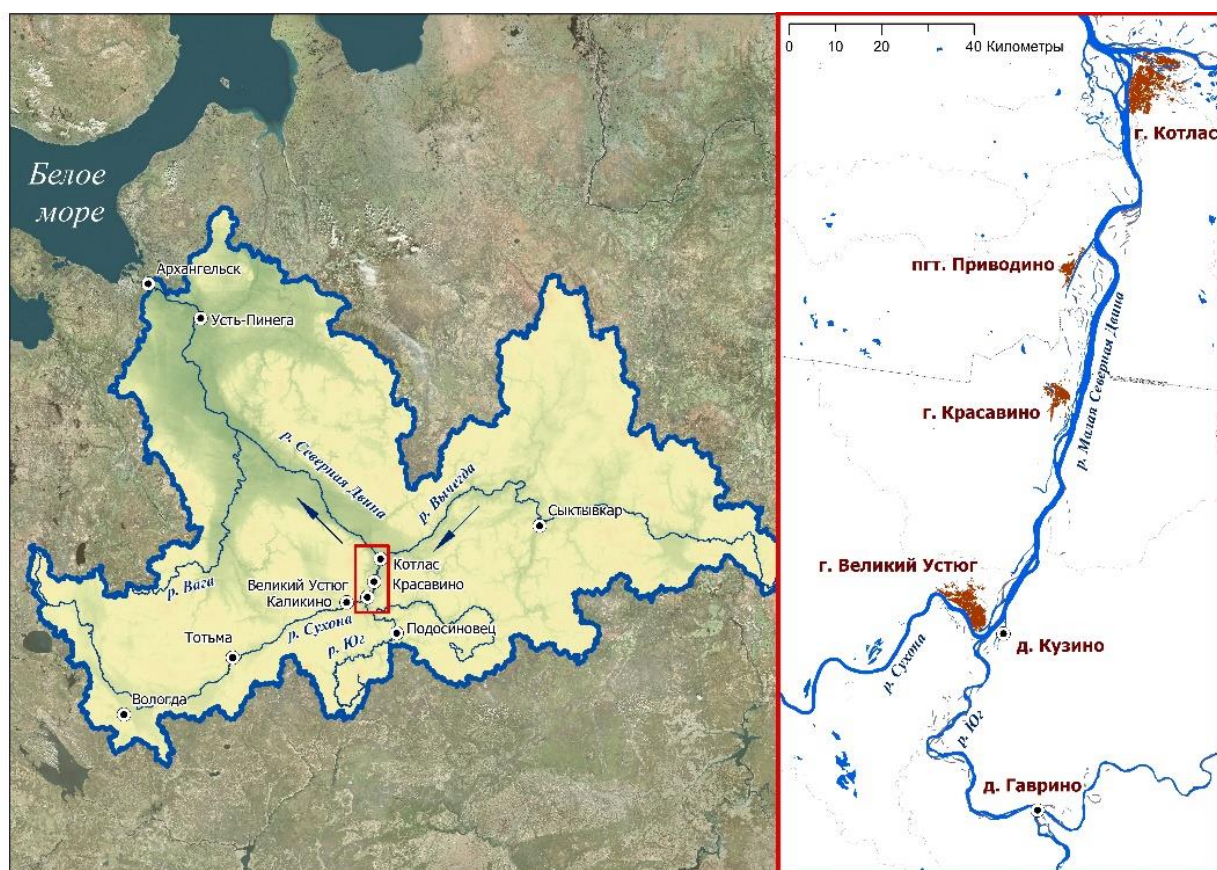 Белое
море
Архангельск
Усть-Пинега
р. Северная Двина
р. Вычегда
Сыктывкар
Котлас
Великий Устюг
Красавино
Каликино
р. Вага
р. Сухона
Тотьма
р. Юг
Подосиновец
Вологда
0 10 20 40 Километры
г. Котлас
пгт. Приводино
р. Малая Северная Двина
г. Красавино
г. Великий Устюг
д. Кузино
р. Сухона
р. Юг
д. Гаврино